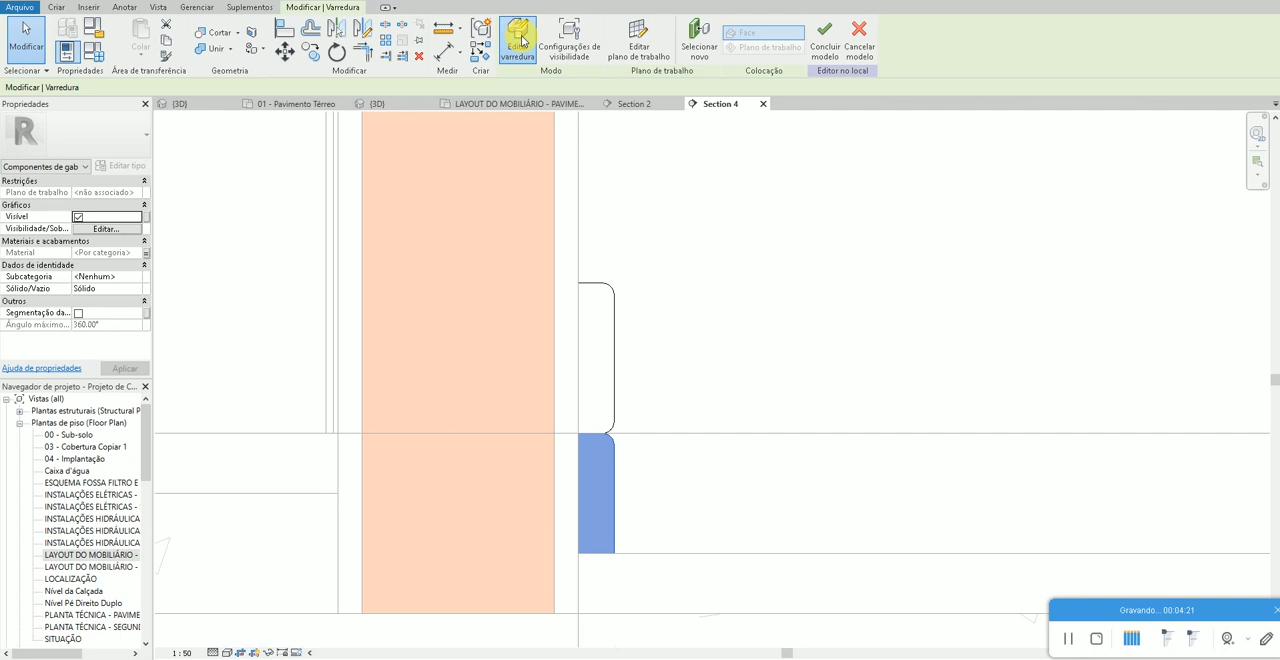 Arquivo Criar Inserir Anotar Vista Gerenciar Suplementos Modificar | Varredura
Modificar
Colar
Cortar
Unir
Editar varredura
Configurações de visibilidade
Editar plano de trabalho
Selecionar novo
Face
Plano de trabalho
Concluir modelo
Cancelar modelo
Selecionar Propriedades Área de transferência Geometria Modificar Medir Criar Modo Plano de trabalho Colocação Editor no local
Modificar | Varredura
Propriedades
{3D} 01 - Pavimento Térreo {3D} LAYOUT DO MOBILIÁRIO - PAVIME... Section 2 Section 4
Componentes de gab Editar tipo
Restrições
Plano de trabalho <não associado>
Gráficos
Visível
Visibilidade/Sob... Editar...
Materiais e acabamentos
Material <Por categoria>
Dados de identidade
Subcategoria <Nenhum>
Sólido/Vazio Sólido
Outros
Segmentação da...
Ângulo máximo... 360.00°
Ajuda de propriedades Aplicar
Navegador de projeto - Projeto de C...
Vistas (all)
Plantas estruturais (Structural P
Plantas de piso (Floor Plan)
00 - Sub-solo
03 - Cobertura Copiar 1
04 - Implantação
Caixa d'água
ESQUEMA FOSSA FILTRO E
INSTALAÇÕES ELÉTRICAS -
INSTALAÇÕES ELÉTRICAS -
INSTALAÇÕES HIDRÁULICA
INSTALAÇÕES HIDRÁULICA
INSTALAÇÕES HIDRÁULICA
LAYOUT DO MOBILIÁRIO -
LAYOUT DO MOBILIÁRIO -
LOCALIZAÇÃO
Nível da Calçada
Nível Pé Direito Duplo
PLANTA TÉCNICA - PAVIME
PLANTA TÉCNICA - SEGUN
SITUAÇÃO
1 : 50
Gravando... 00:04:21